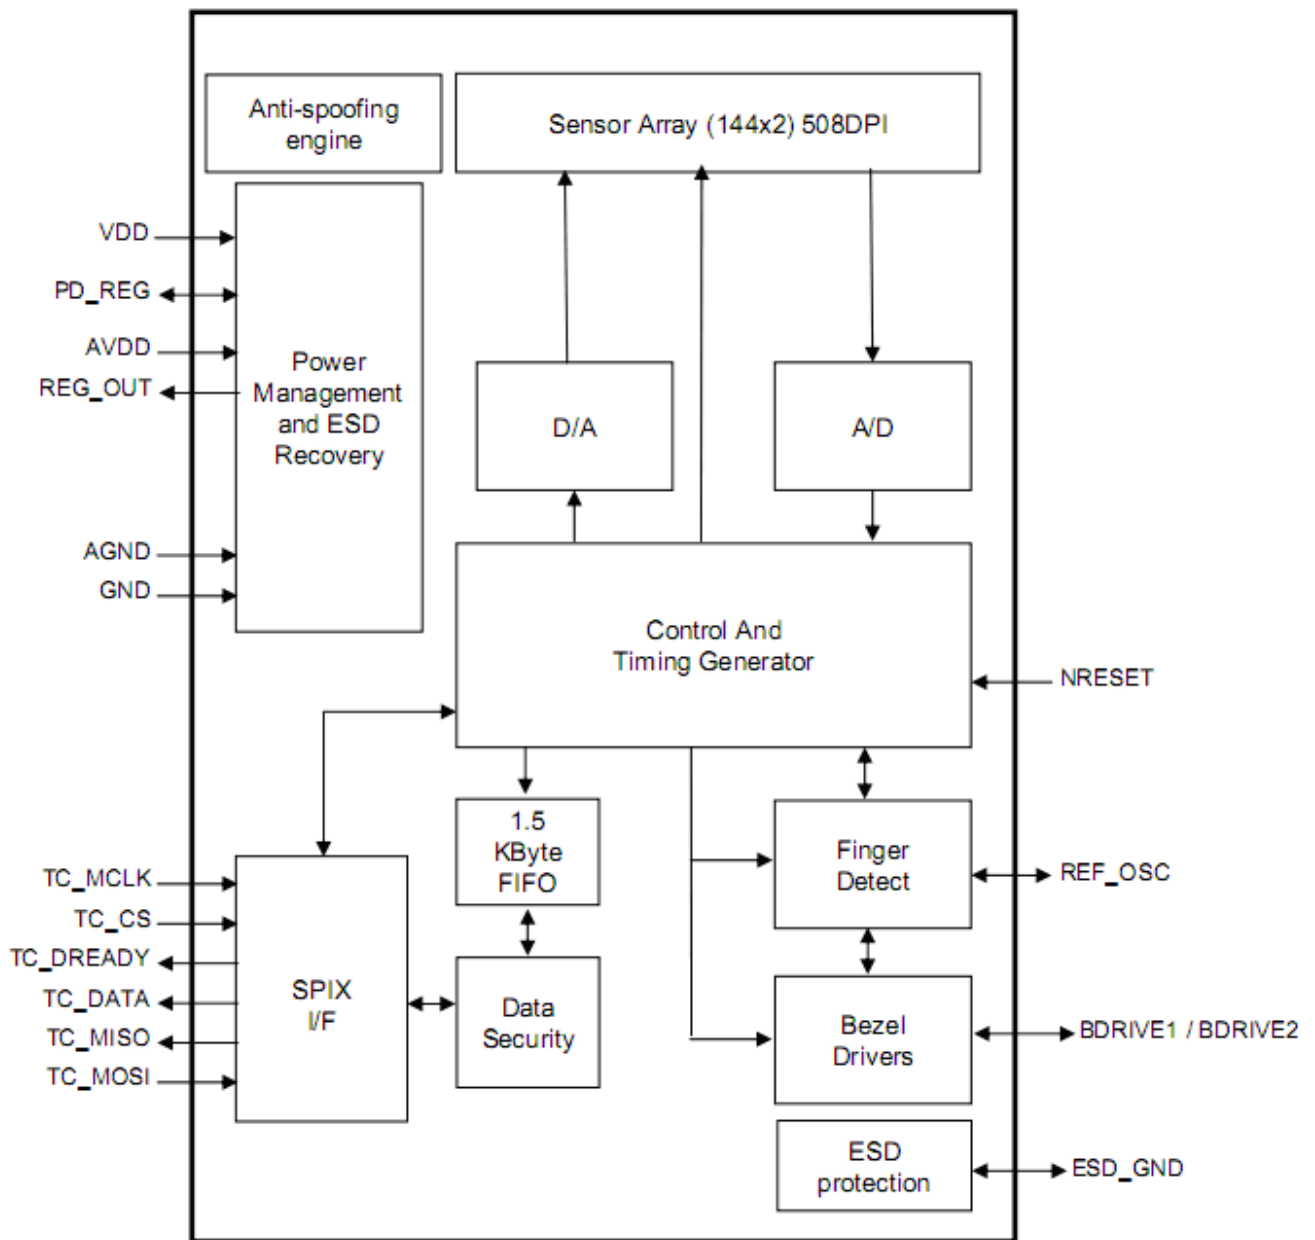 Anti-spoofing
engine
Sensor Array (144x2) 508DPI
VDD
PD_REG
AVDD
REG_OUT
AGND
GND
Power
Management
and ESD
Recovery
D/A
A/D
Control And
Timing Generator
NRESET
1.5
KByte
FIFO
Finger
Detect
REF_OSC
TC_MCLK
TC_CS
TC_DREADY
TC_DATA
TC_MISO
TC_MOSI
SPIX
I/F
Data
Security
Bezel
Drivers
BDRIVE1 / BDRIVE2
ESD
protection
ESD_GND